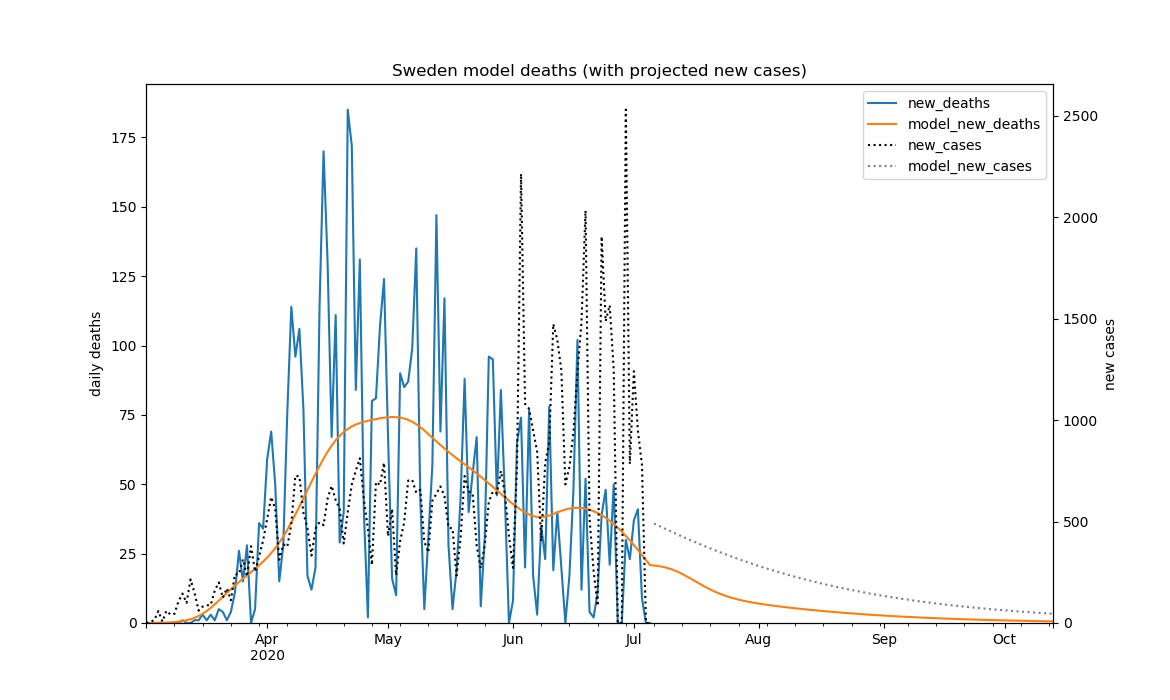 Sweden model deaths (with projected new cases)
new_deaths
model_new_deaths
new_cases
model_new_cases
daily deaths
175
150
125
100
75
50
25
0
2500
2000
1500
1000
500
0
new cases
Apr
2020
May
Jun
Jul
Aug
Sep
Oct